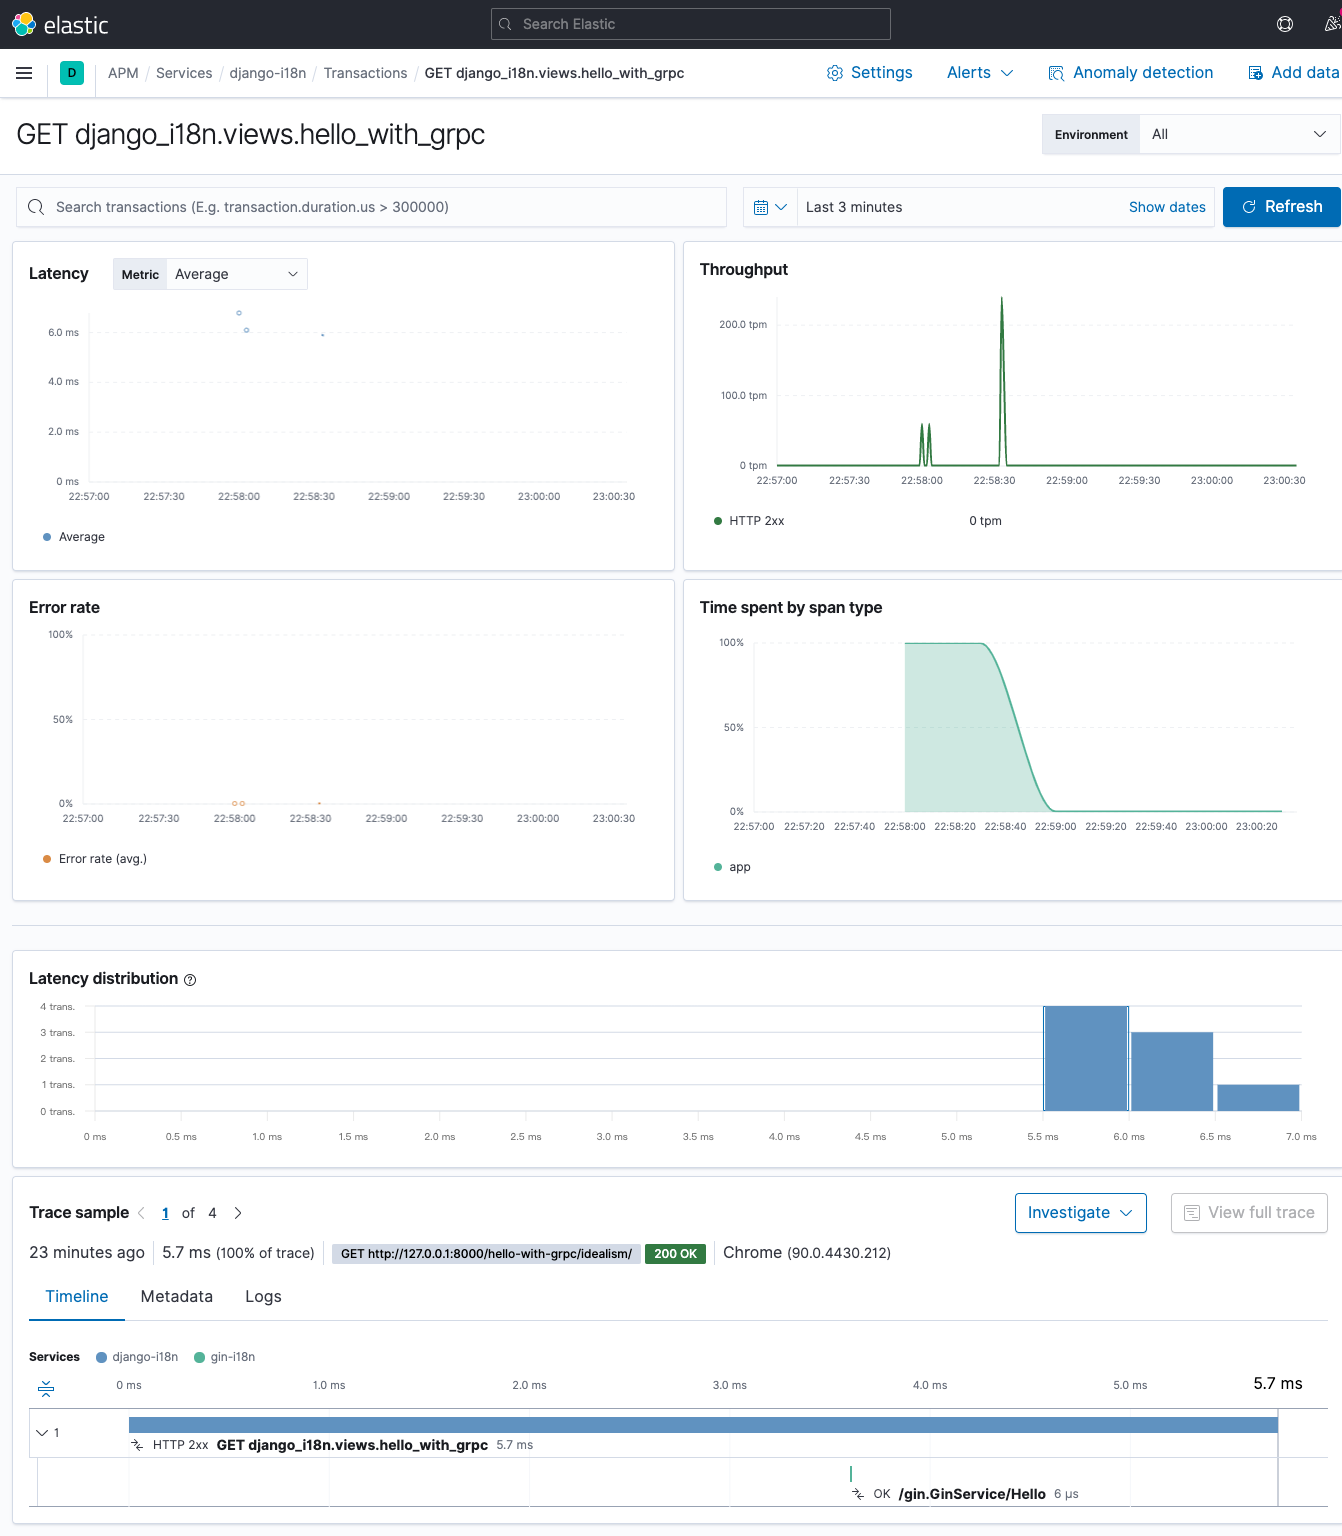 elastic
Search Elastic
D
APM / Services / django-i18n / Transactions / GET django_i18n.views.hello_with_grpc
Settings
Alerts
Anomaly detection
Add data
GET django_i18n.views.hello_with_grpc
Environment
All
Search transactions (E.g. transaction.duration.us > 300000)
Last 3 minutes
Show dates
Refresh
Latency
Metric
Average
6.0 ms
4.0 ms
2.0 ms
0 ms
22:57:00 22:57:30 22:58:00 22:58:30 22:59:00 22:59:30 23:00:00 23:00:30
Average
Throughput
200.0 tpm
100.0 tpm
0 tpm
22:57:00 22:57:30 22:58:00 22:58:30 22:59:00 22:59:30 23:00:00 23:00:30
HTTP 2xx 0 tpm
Error rate
100%
50%
0%
22:57:00 22:57:30 22:58:00 22:58:30 22:59:00 22:59:30 23:00:00 23:00:30
Error rate (avg.)
Time spent by span type
100%
50%
0%
22:57:00 22:57:20 22:57:40 22:58:00 22:58:20 22:58:40 22:59:00 22:59:20 22:59:40 23:00:00 23:00:20
app
Latency distribution
4 trans.
3 trans.
2 trans.
1 trans.
0 trans.
0 ms 0.5 ms 1.0 ms 1.5 ms 2.0 ms 2.5 ms 3.0 ms 3.5 ms 4.0 ms 4.5 ms 5.0 ms 5.5 ms 6.0 ms 6.5 ms 7.0 ms
Trace sample 1 of 4
Investigate
View full trace
23 minutes ago 5.7 ms (100% of trace) GET http://127.0.0.1:8000/hello-with-grpc/idealism/ 200 OK Chrome (90.0.4430.212)
Timeline Metadata Logs
Services django-i18n gin-i18n
0 ms 1.0 ms 2.0 ms 3.0 ms 4.0 ms 5.0 ms 5.7 ms
1
HTTP 2xx GET django_i18n.views.hello_with_grpc 5.7 ms
OK /gin.GinService/Hello 6 μs